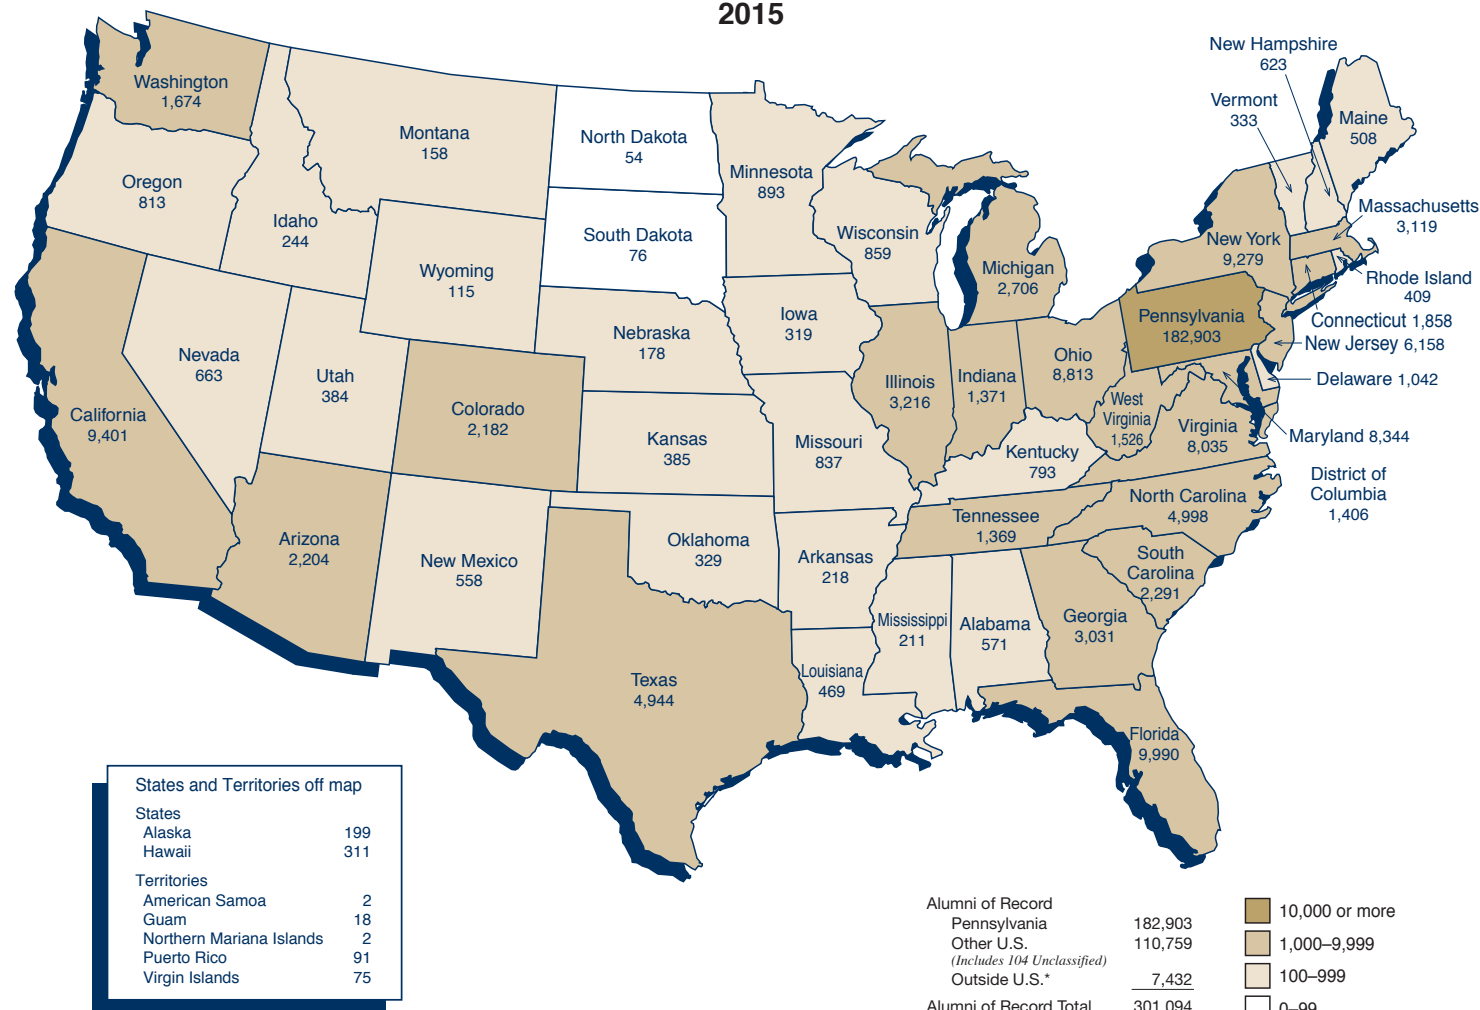 2015
New Hampshire
623
Vermont
333
Maine
508
Washington
1,674
Montana
158
North Dakota
54
Minnesota
893
Oregon
813
Idaho
244
South Dakota
76
Wisconsin
859
Massachusetts
3,119
New York
9,279
Wyoming
115
Michigan
2,706
Rhode Island
409
Iowa
319
Pennsylvania
182,903
Connecticut 1,858
New Jersey 6,158
Nebraska
178
Nevada
663
Utah
384
Ohio
8,813
Illinois
3,216
Indiana
1,371
Delaware 1,042
California
9,401
Colorado
2,182
West
Virginia
1,526
Virginia
8,035
Maryland 8,344
Kansas
385
Missouri
837
Kentucky
793
District of
Columbia
1,406
North Carolina
4,998
Tennessee
1,369
Arizona
2,204
New Mexico
558
Oklahoma
329
Arkansas
218
South
Carolina
2,291
Mississippi
211
Alabama
571
Georgia
3,031
Louisiana
469
Texas
4,944
Florida
9,990
States and Territories off map
States
Alaska 199
Hawaii 311
Territories
American Samoa 2
Guam 18
Northern Mariana Islands 2
Puerto Rico 91
Virgin Islands 75
Alumni of Record
Pennsylvania 182,903
Other U.S. 110,759
(Includes 104 Unclassified)
Outside U.S.* 7,432
Alumni of Record Total 301,094
10,000 or more
1,000–9,999
100–999
0–99